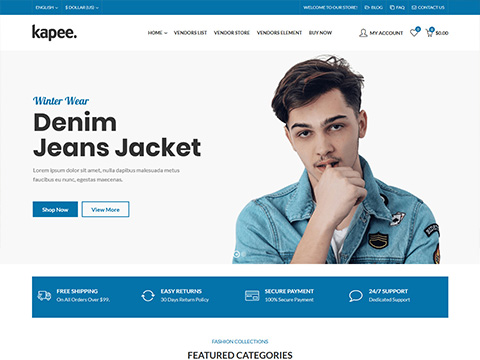 ENGLISH $ DOLLAR (US) WELCOME TO OUR STORE! BLOG FAQ CONTACT US
kapee. HOME VENDORS LIST VENDOR STORE VENDORS ELEMENT BUY NOW MY ACCOUNT 0 0 $0.00
Winter Wear
Denim
Jeans Jacket
Lorem ipsum dolor sit amet, nulla dapibus malesuada metus
faucibus eu nunc, egestas maecenas.
Shop Now View More
FREE SHIPPING EASY RETURNS SECURE PAYMENT 24/7 SUPPORT
On All Orders Over $99. 30 Days Return Policy 100% Secure Payment Dedicated Support
FASHION COLLECTIONS
FEATURED CATEGORIES